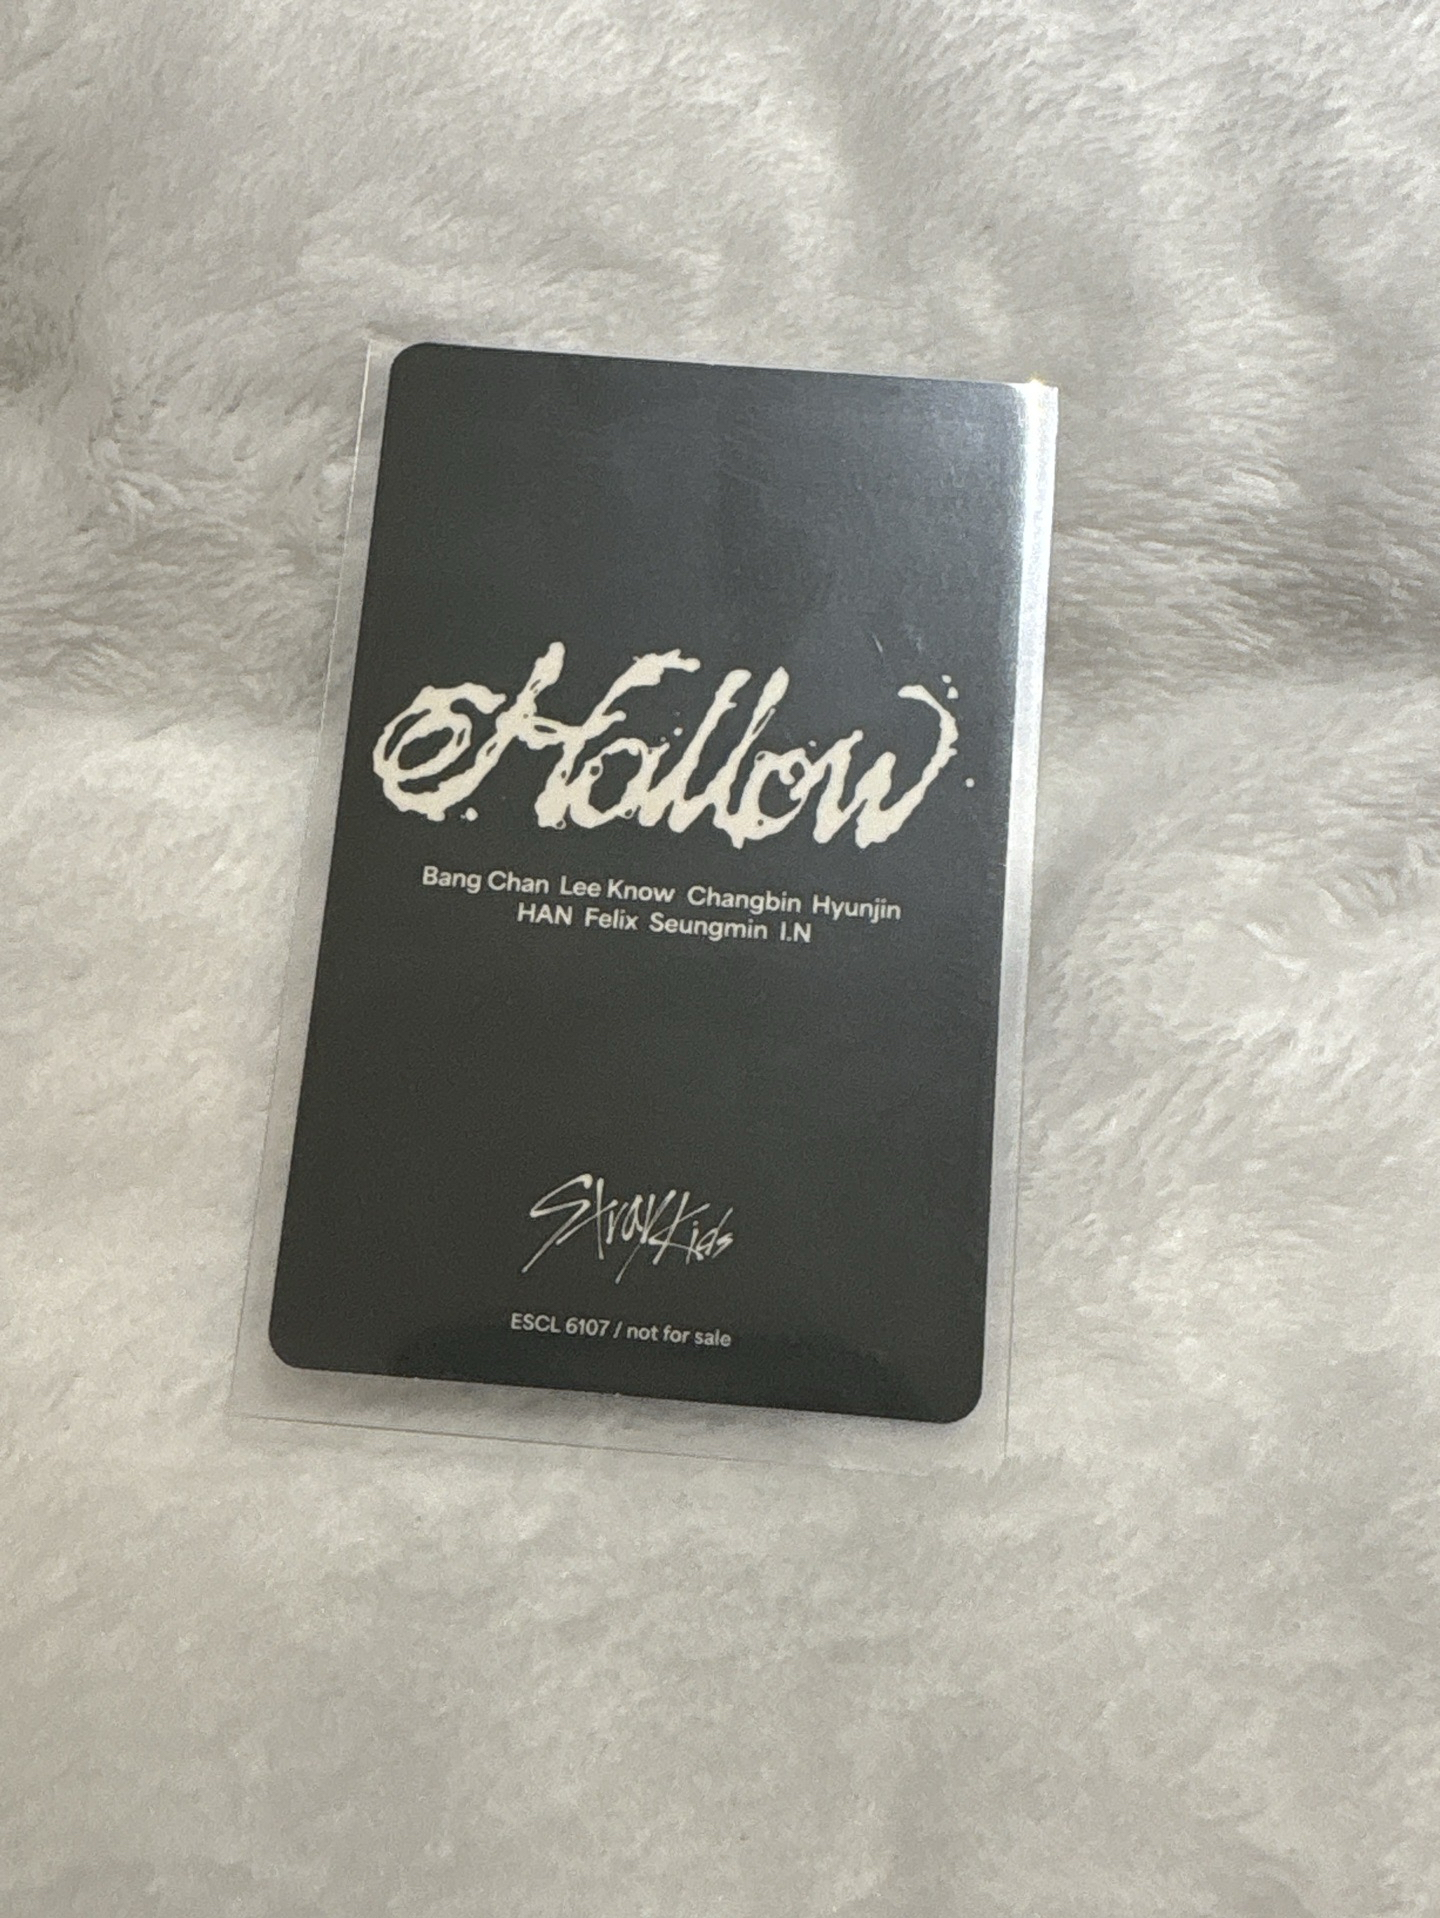 Hollow
Bang Chan Lee Know Changbin Hyunjin
HAN Felix Seungmin I.N
Stray Kids
ESCL 6107 / not for sale